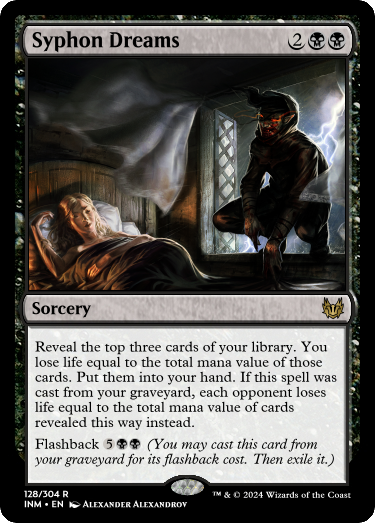 Syphon Dreams 2
Sorcery
Reveal the top three cards of your library. You
lose life equal to the total mana value of those
cards. Put them into your hand. If this spell was
cast from your graveyard, each opponent loses
life equal to the total mana value of cards
revealed this way instead.
Flashback 5 (You may cast this card from
your graveyard for its flashback cost. Then exile it.)
128/304 R
INM • EN Alexander Alexandrov
™ & © 2024 Wizards of the Coast